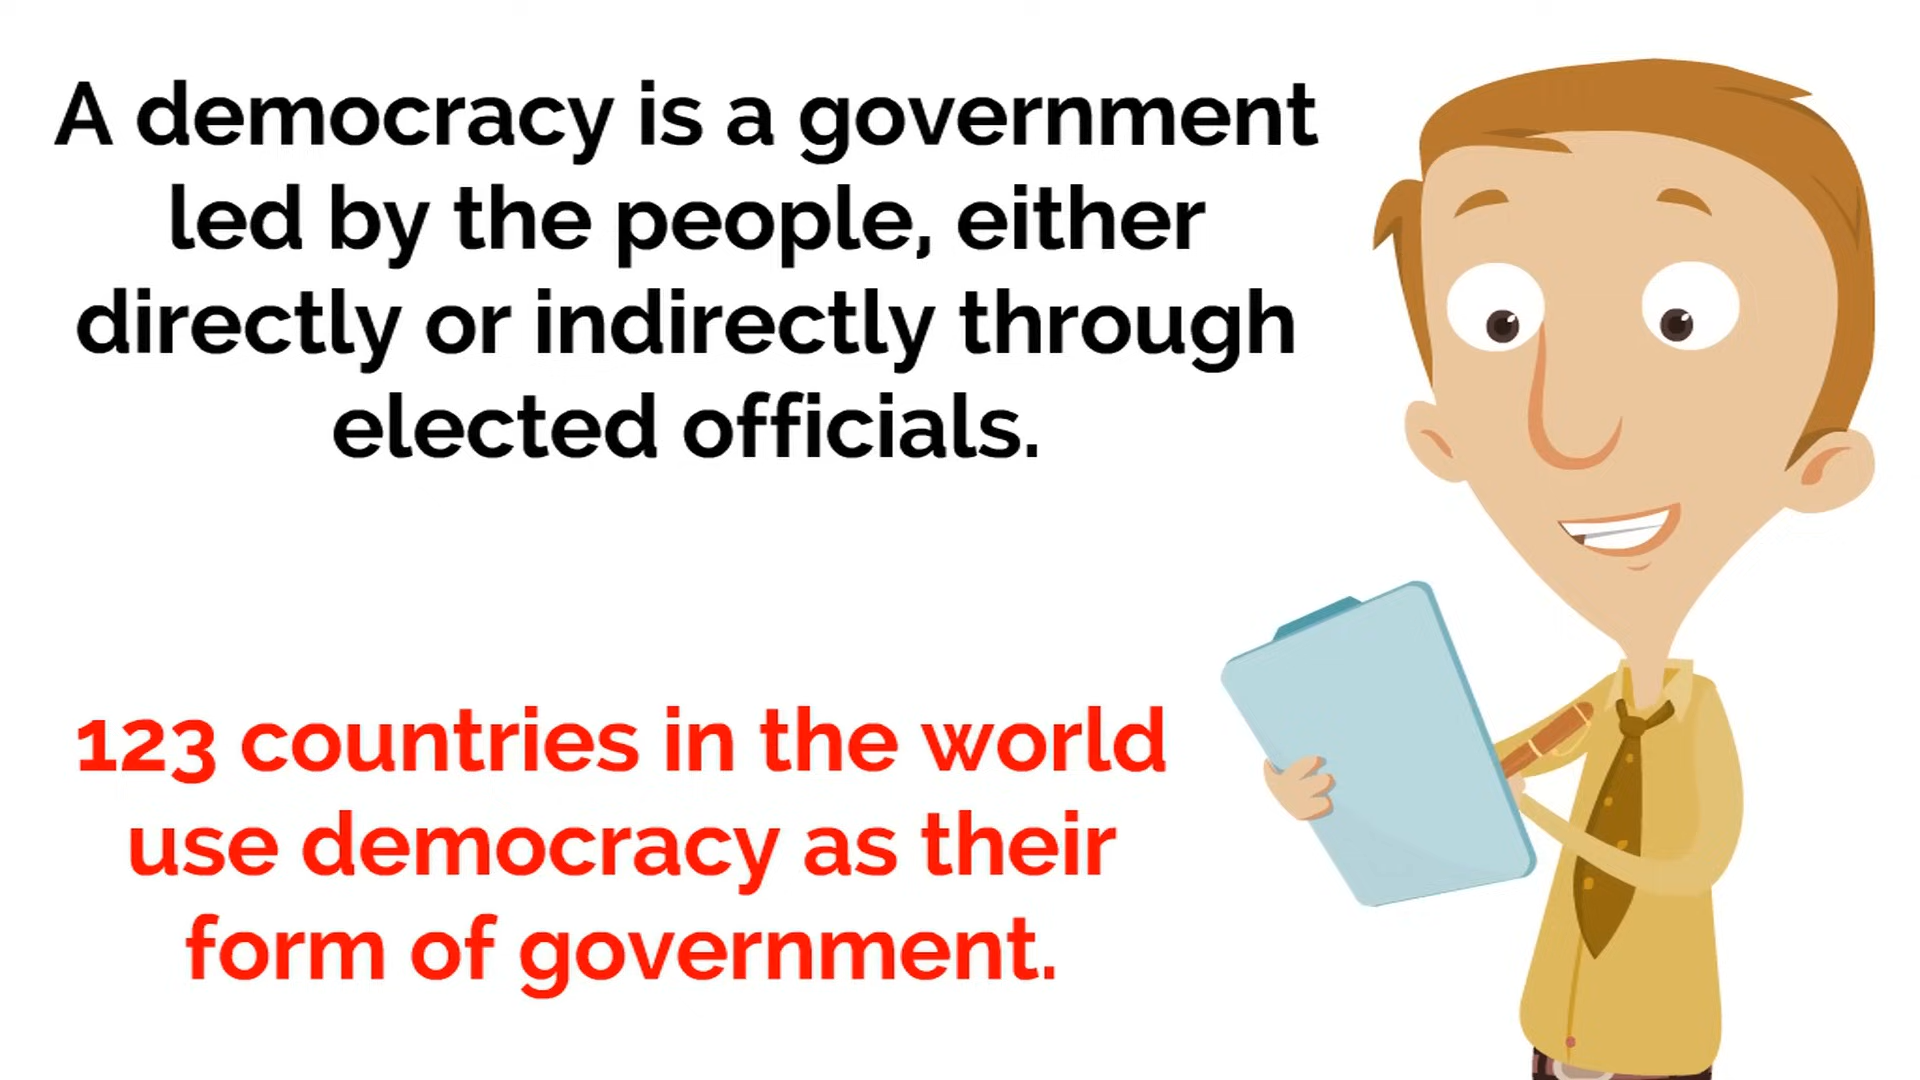 A democracy is a government
led by the people, either
directly or indirectly through
elected officials.
123 countries in the world
use democracy as their
form of government.